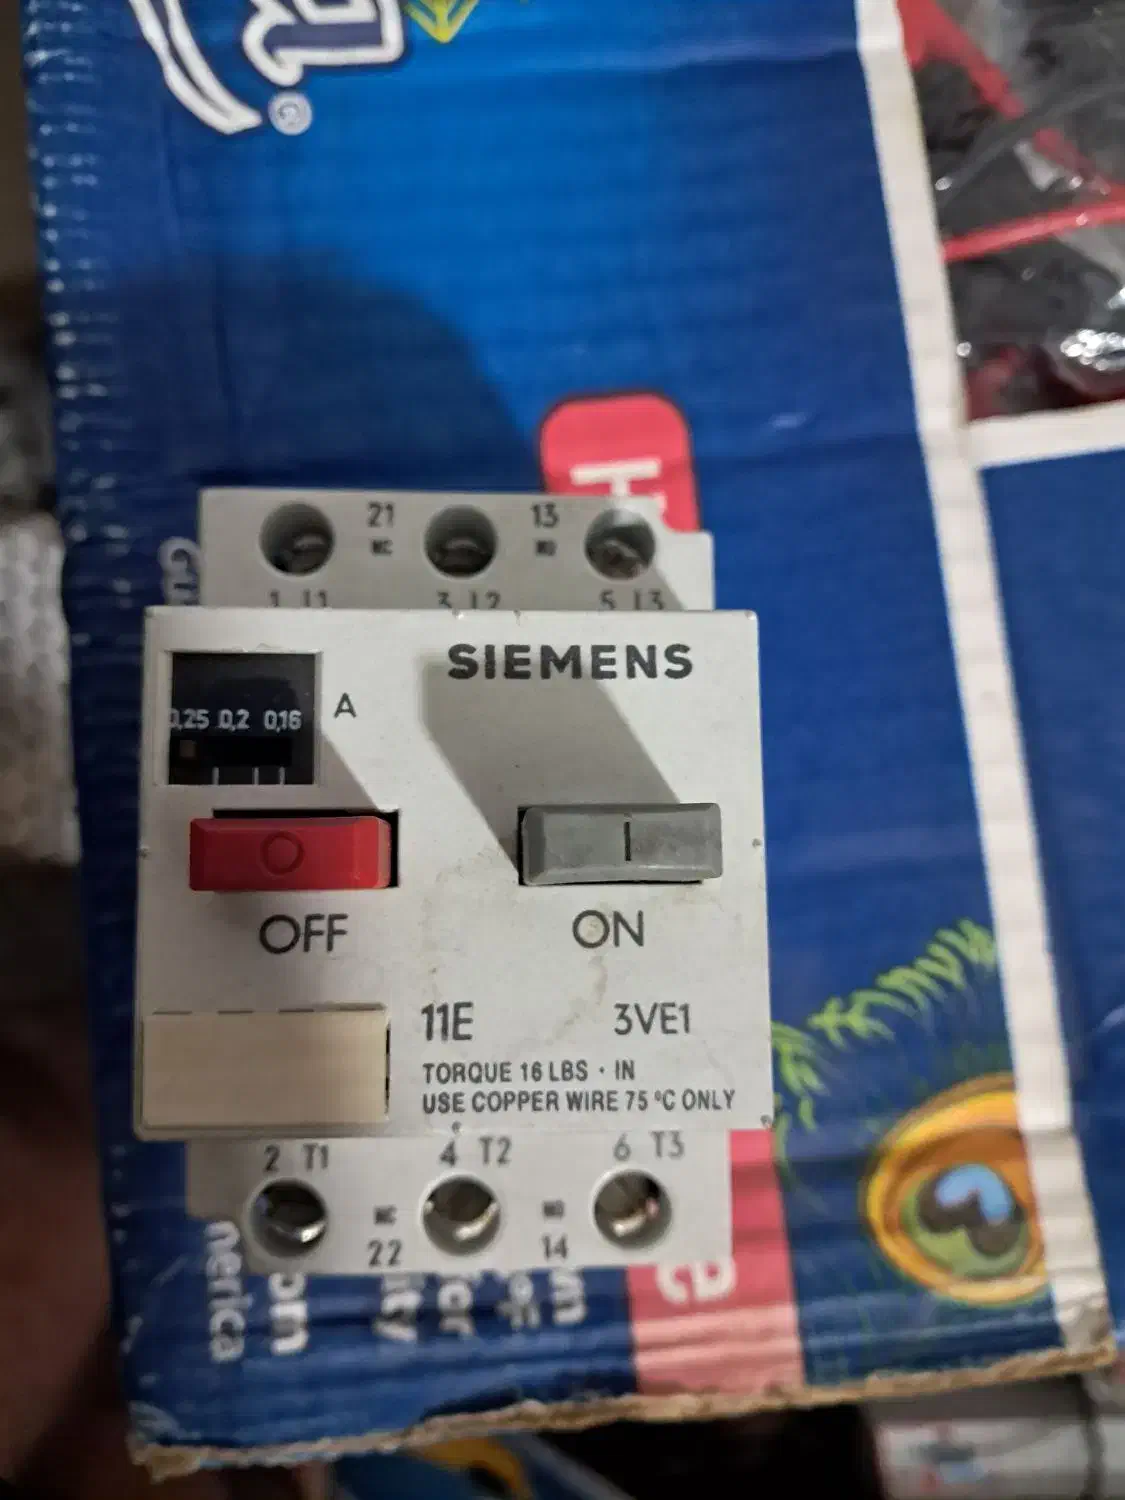 ®
21
13
NC
NO
1 L1
3 L2
5 L3
SIEMENS
0,25 0,2 0,16
A
OFF
ON
11E
3VE1
TORQUE 16 LBS · IN
USE COPPER WIRE 75 °C ONLY
2 T1
4 T2
6 T3
NC
NO
22
14